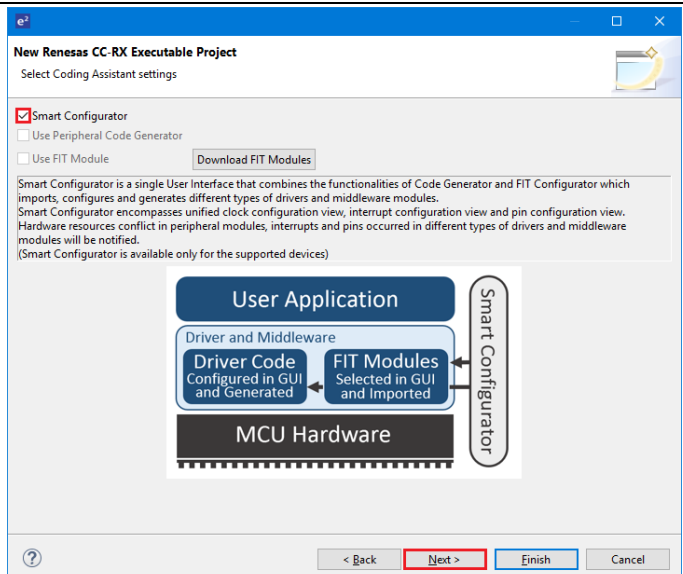 e²
New Renesas CC-RX Executable Project
Select Coding Assistant settings
Smart Configurator
Use Peripheral Code Generator
Use FIT Module
Download FIT Modules
Smart Configurator is a single User Interface that combines the functionalities of Code Generator and FIT Configurator which
imports, configures and generates different types of drivers and middleware modules.
Smart Configurator encompasses unified clock configuration view, interrupt configuration view and pin configuration view.
Hardware resources conflict in peripheral modules, interrupts and pins occurred in different types of drivers and middleware
modules will be notified.
(Smart Configurator is available only for the supported devices)
User Application
Driver and Middleware
Driver Code
Configured in GUI
and Generated
FIT Modules
Selected in GUI
and Imported
MCU Hardware
Smart Configurator
?
< Back
Next >
Finish
Cancel